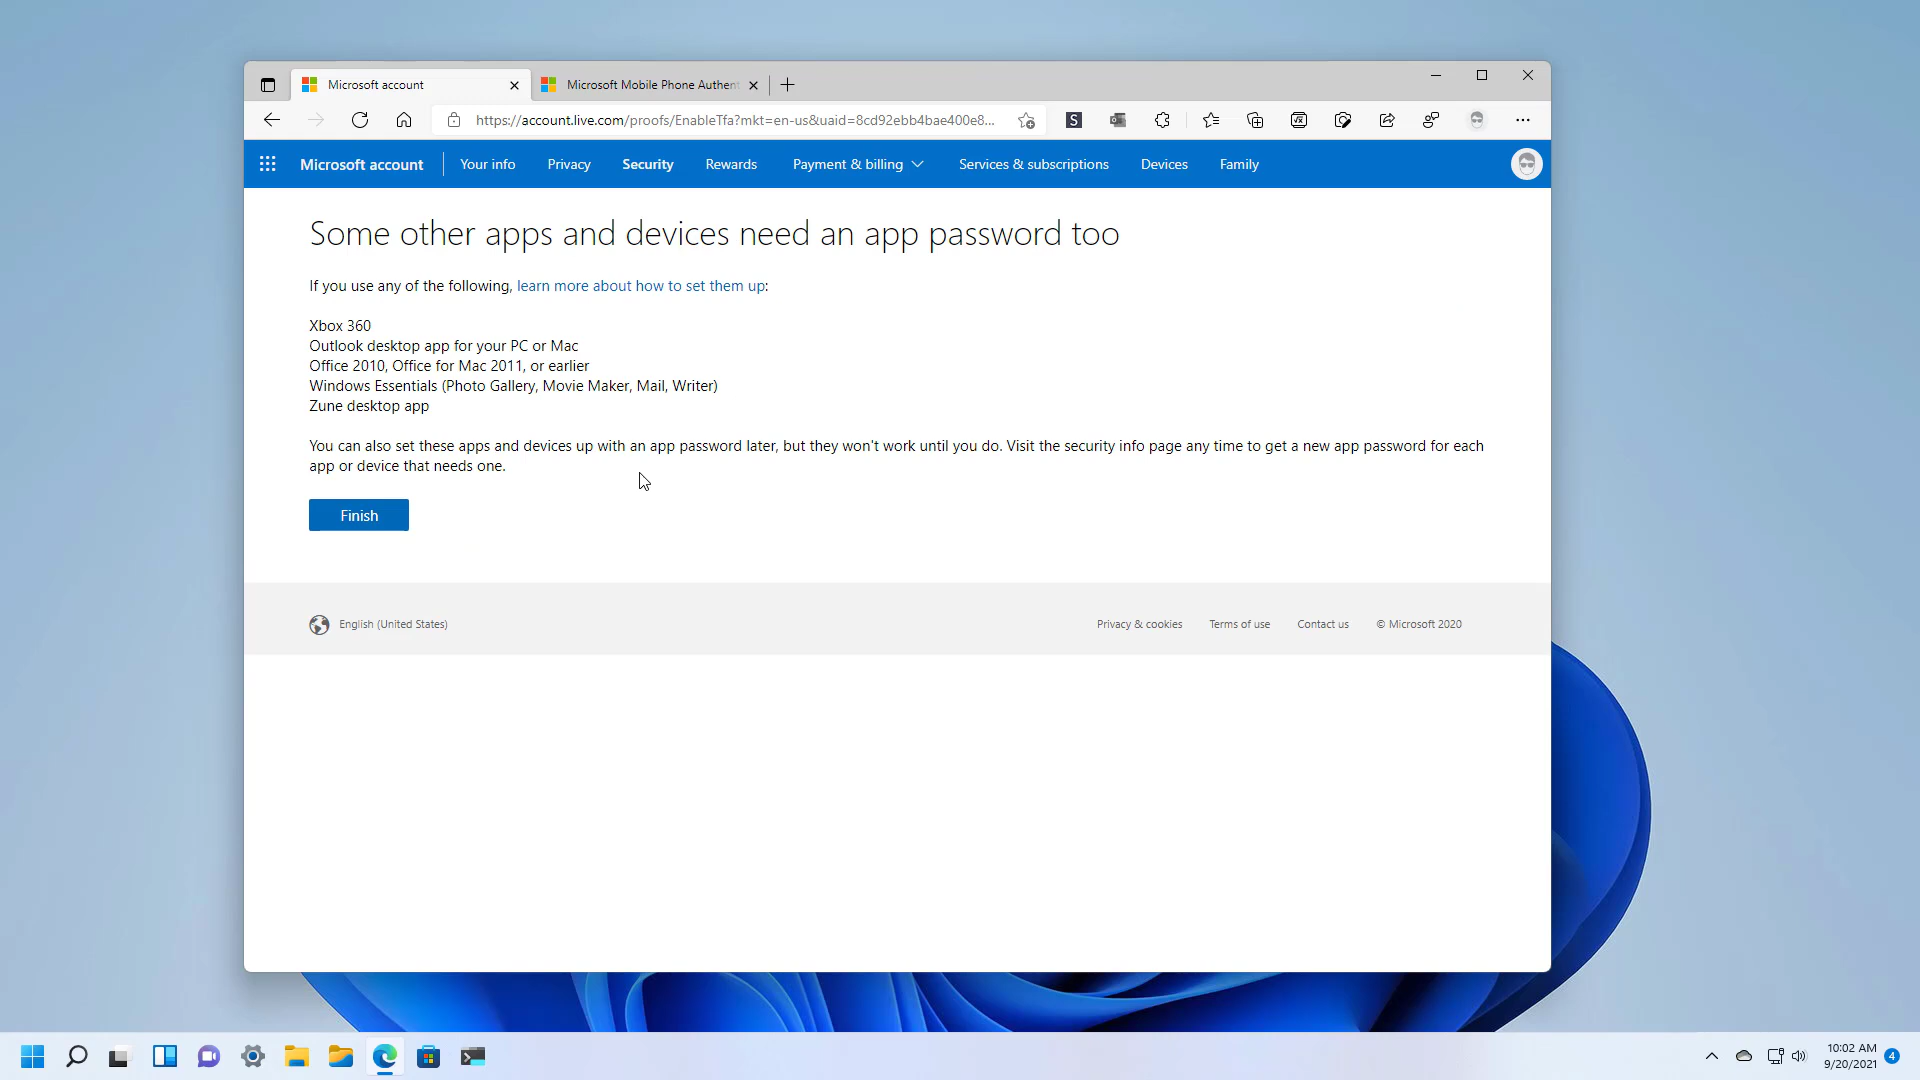 Microsoft account
Microsoft Mobile Phone Authent
https://account.live.com/proofs/EnableTfa?mkt=en-us&uaid=8cd92ebb4bae400e8...
S
Microsoft account
Your info
Privacy
Security
Rewards
Payment & billing
Services & subscriptions
Devices
Family
Some other apps and devices need an app password too
If you use any of the following, learn more about how to set them up:
Xbox 360
Outlook desktop app for your PC or Mac
Office 2010, Office for Mac 2011, or earlier
Windows Essentials (Photo Gallery, Movie Maker, Mail, Writer)
Zune desktop app
You can also set these apps and devices up with an app password later, but they won't work until you do. Visit the security info page any time to get a new app password for each
app or device that needs one.
Finish
English (United States)
Privacy & cookies
Terms of use
Contact us
© Microsoft 2020
10:02 AM
9/20/2021
4